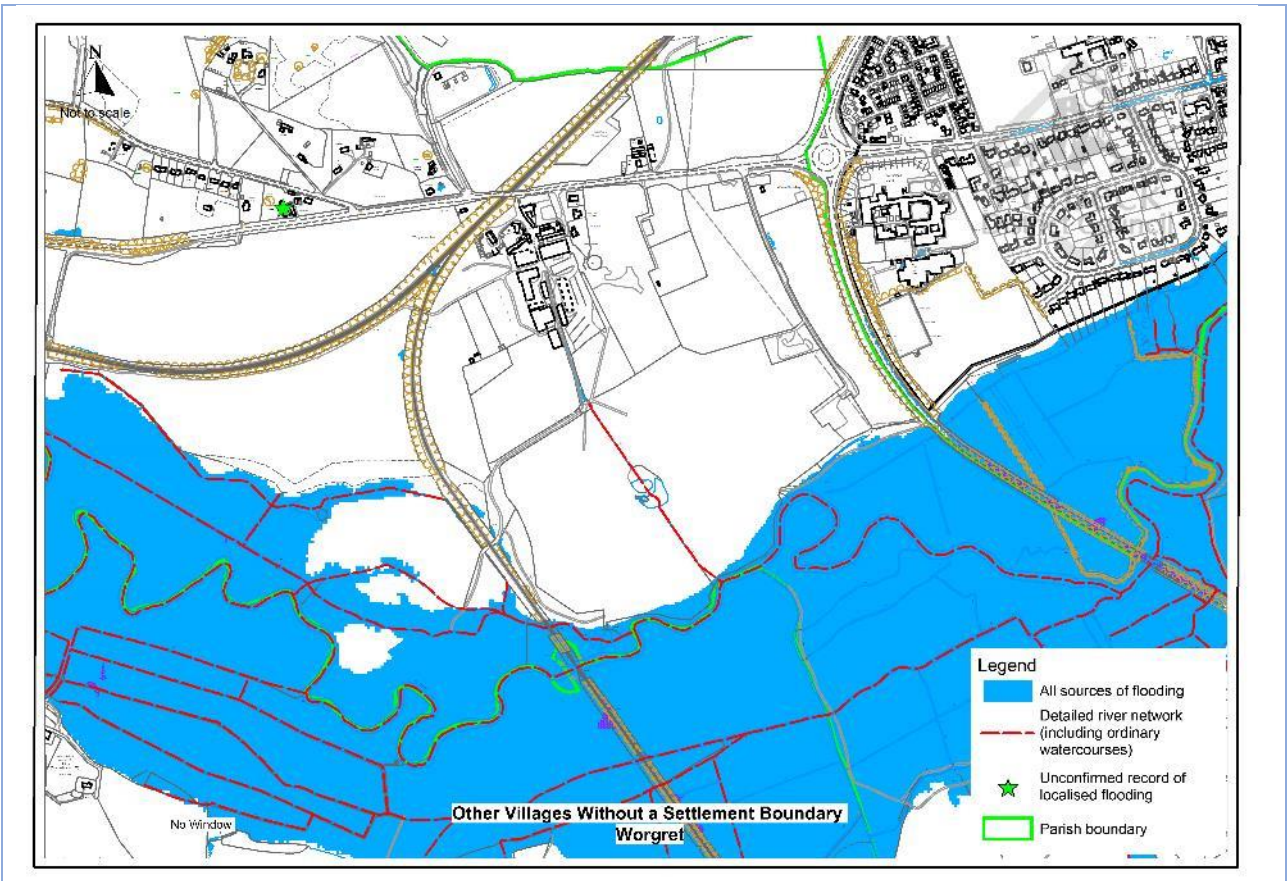 N
Not to scale
Legend
All sources of flooding
Detailed river network
(including ordinary
watercourses)
Unconfirmed record of
localised flooding
Parish boundary
No Window
Other Villages Without a Settlement Boundary
Worgret